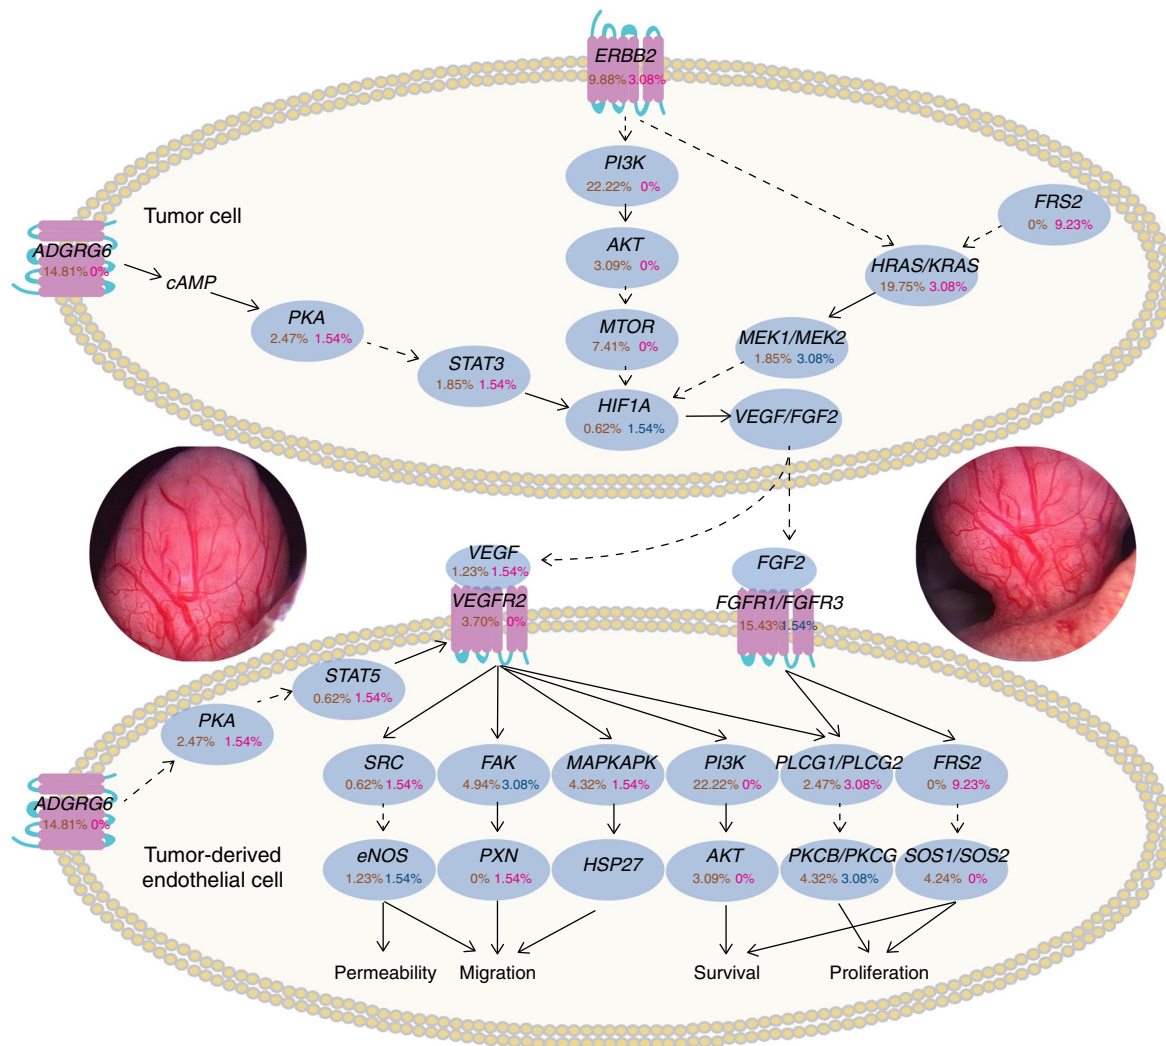 ERBB2
9.88% 3.08%
PI3K
22.22% 0%
FRS2
0% 9.23%
Tumor cell
ADGRG6
14.81% 0%
AKT
3.09% 0%
HRAS/KRAS
19.75% 3.08%
cAMP
PKA
2.47% 1.54%
MTOR
7.41% 0%
MEK1/MEK2
1.85% 3.08%
STAT3
1.85% 1.54%
HIF1A
0.62% 1.54%
VEGF/FGF2
VEGF
1.23% 1.54%
FGF2
VEGFR2
3.70% 0%
FGFR1/FGFR3
15.43% 1.54%
STAT5
0.62% 1.54%
PKA
2.47% 1.54%
SRC
0.62% 1.54%
FAK
4.94% 3.08%
MAPKAPK
4.32% 1.54%
PI3K
22.22% 0%
PLCG1/PLCG2
2.47% 3.08%
FRS2
0% 9.23%
ADGRG6
14.81% 0%
Tumor-derived
endothelial cell
eNOS
1.23% 1.54%
PXN
0% 1.54%
HSP27
AKT
3.09% 0%
PKCB/PKCG
4.32% 3.08%
SOS1/SOS2
4.24% 0%
Permeability
Migration
Survival
Proliferation